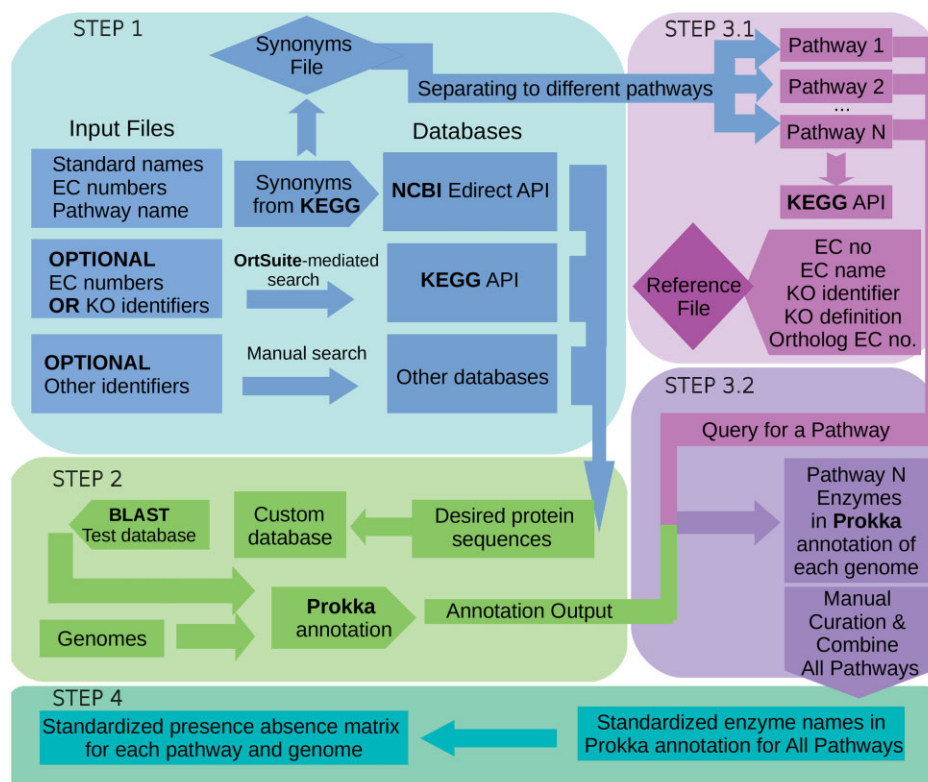 STEP 1
Synonyms
File
Separating to different pathways
Input Files
Databases
Standard names
EC numbers
Pathway name
Synonyms
from KEGG
NCBI Edirect API
OPTIONAL
EC numbers
OR KO identifiers
OrtSuite-mediated
search
KEGG API
OPTIONAL
Other identifiers
Manual search
Other databases
STEP 3.1
Pathway 1
Pathway 2
...
Pathway N
KEGG API
Reference
File
EC no
EC name
KO identifier
KO definition
Ortholog EC no.
STEP 2
BLAST
Test database
Custom
database
Desired protein
sequences
Genomes
Prokka
annotation
Annotation Output
STEP 3.2
Query for a Pathway
Pathway N
Enzymes
in Prokka
annotation of
each genome
Manual
Curation &
Combine
All Pathways
STEP 4
Standardized presence absence matrix
for each pathway and genome
Standardized enzyme names in
Prokka annotation for All Pathways